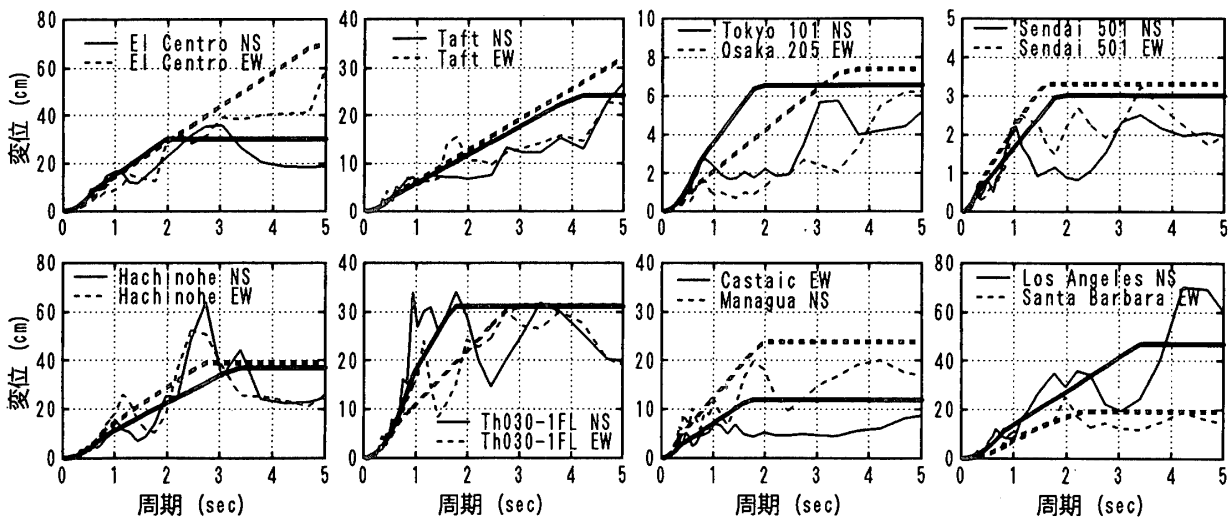 80
60
40
20
0
変位 (cm)
El Centro NS
El Centro EW
0 1 2 3 4 5
40
30
20
10
0
Taft NS
Taft EW
0 1 2 3 4 5
10
8
6
4
2
0
Tokyo 101 NS
Osaka 205 EW
0 1 2 3 4 5
5
4
3
2
1
0
Sendai 501 NS
Sendai 501 EW
0 1 2 3 4 5
80
60
40
20
0
変位 (cm)
Hachinohe NS
Hachinohe EW
0 1 2 3 4 5
周期 (sec)
40
30
20
10
0
Th030-1FL NS
Th030-1FL EW
0 1 2 3 4 5
周期 (sec)
40
30
20
10
0
Castaic EW
Managua NS
0 1 2 3 4 5
周期 (sec)
80
60
40
20
0
Los Angeles NS
Santa Barbara EW
0 1 2 3 4 5
周期 (sec)